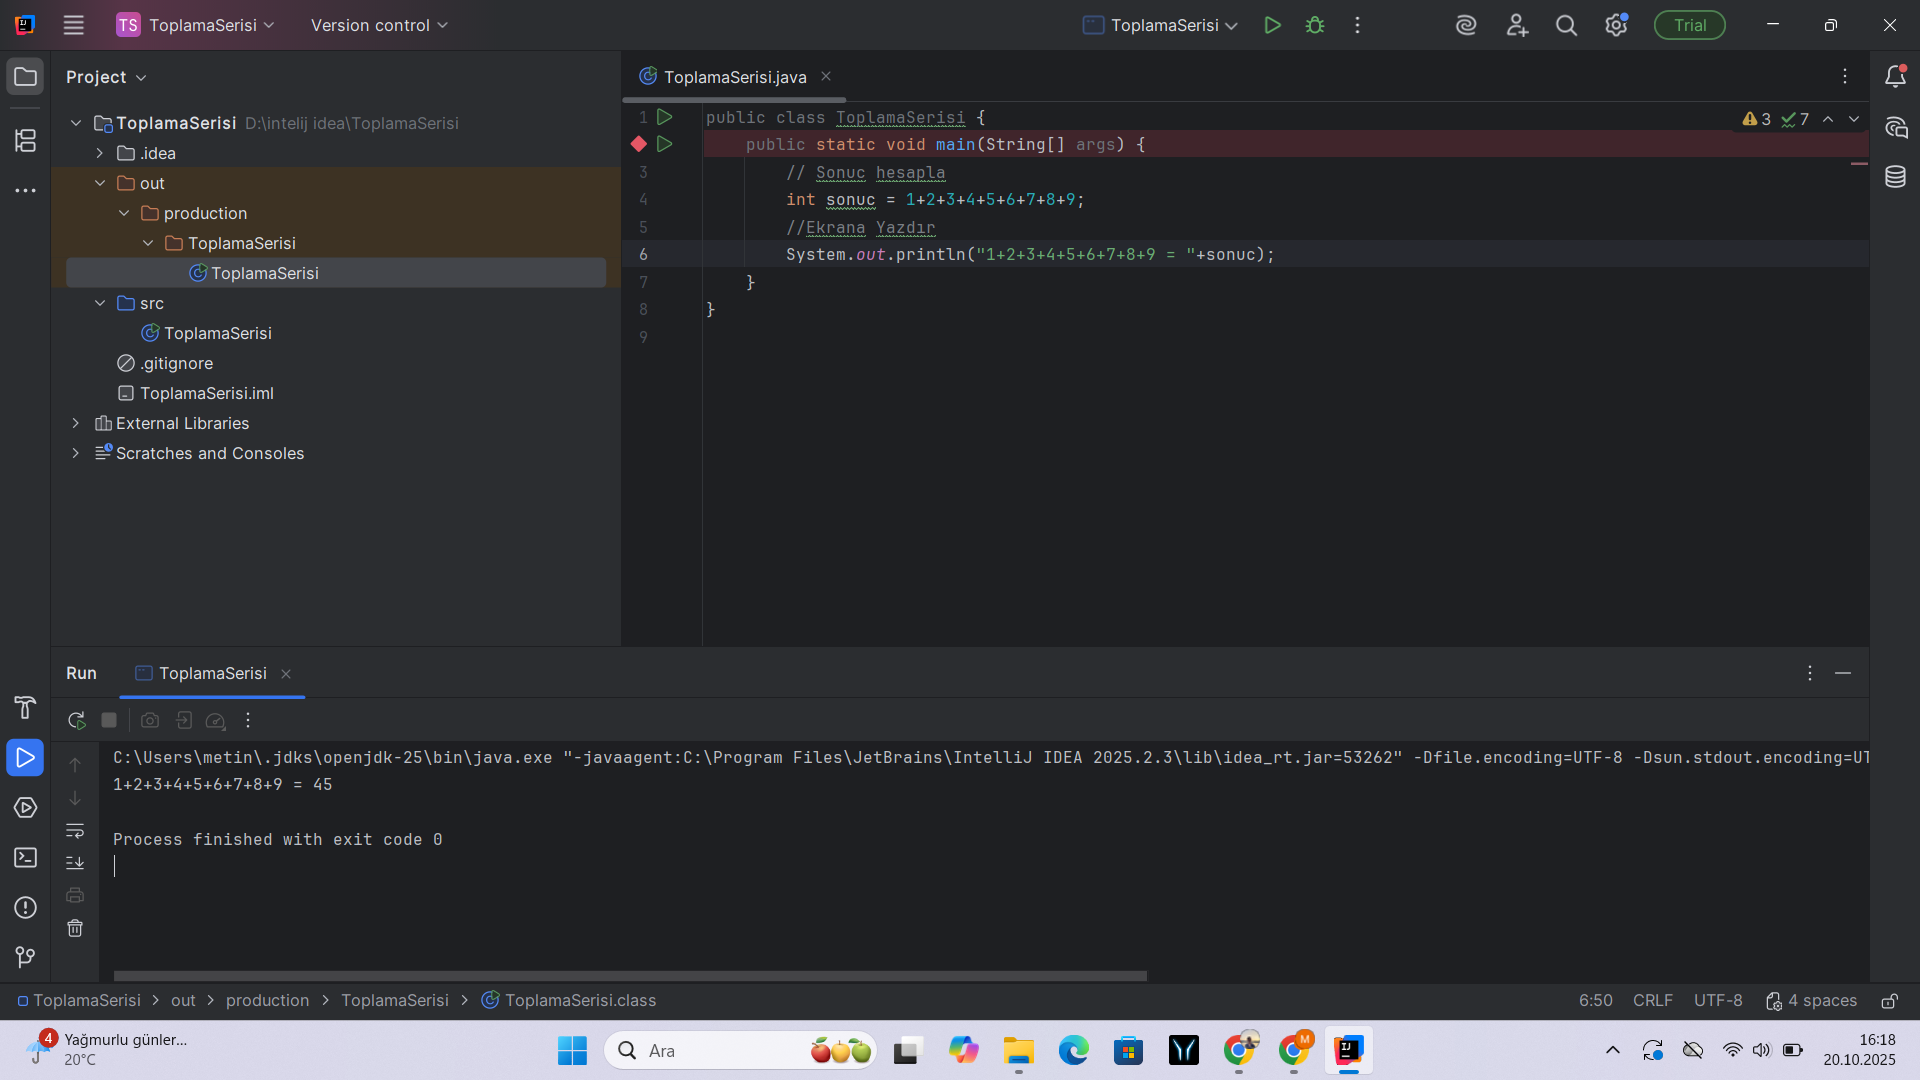 TS ToplamaSerisi Version control ToplamaSerisi Trial
Project
ToplamaSerisi D:\intelij idea\ToplamaSerisi
.idea
out
production
ToplamaSerisi
ToplamaSerisi
src
ToplamaSerisi
.gitignore
ToplamaSerisi.iml
External Libraries
Scratches and Consoles
ToplamaSerisi.java
3 7
1 public class ToplamaSerisi {
public static void main(String[] args) {
3 // Sonuc hesapla
4 int sonuc = 1+2+3+4+5+6+7+8+9;
5 //Ekrana Yazdır
6 System.out.println("1+2+3+4+5+6+7+8+9 = "+sonuc);
7 }
8 }
9
Run ToplamaSerisi
C:\Users\metin\.jdks\openjdk-25\bin\java.exe "-javaagent:C:\Program Files\JetBrains\IntelliJ IDEA 2025.2.3\lib\idea_rt.jar=53262" -Dfile.encoding=UTF-8 -Dsun.stdout.encoding=UT
1+2+3+4+5+6+7+8+9 = 45
Process finished with exit code 0
ToplamaSerisi > out > production > ToplamaSerisi > ToplamaSerisi.class 6:50 CRLF UTF-8 4 spaces
4 Yağmurlu günler...
20°C
Ara
M
IJ
16:18
20.10.2025